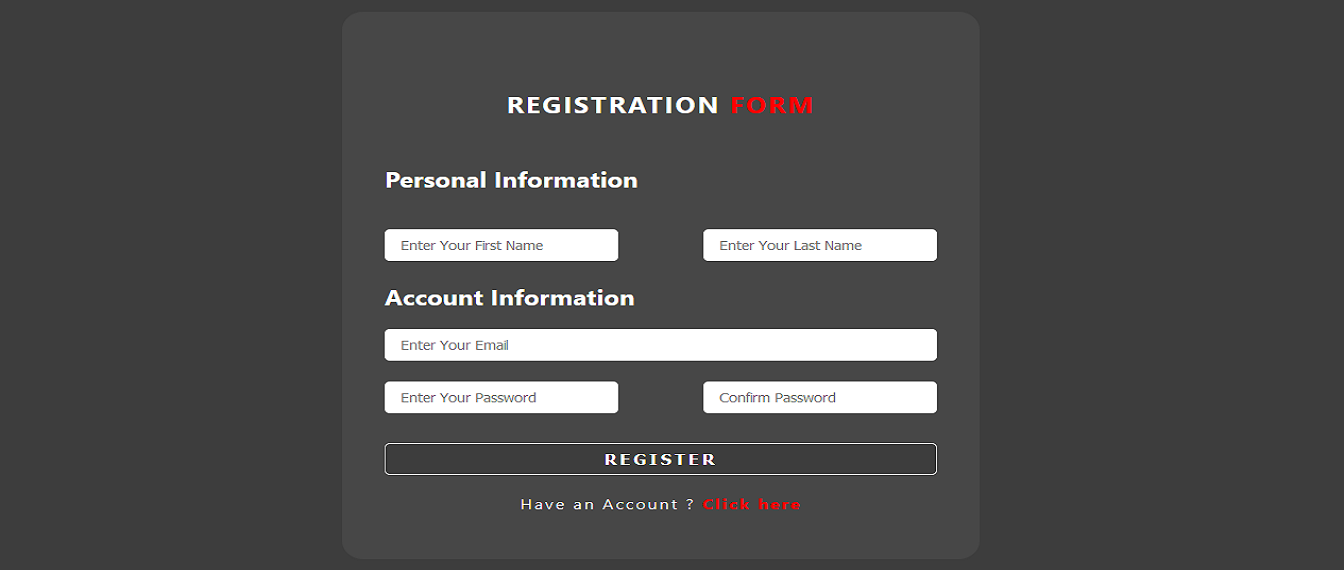 REGISTRATION FORM
Personal Information
Enter Your First Name Enter Your Last Name
Account Information
Enter Your Email
Enter Your Password Confirm Password
REGISTER
Have an Account ? Click here